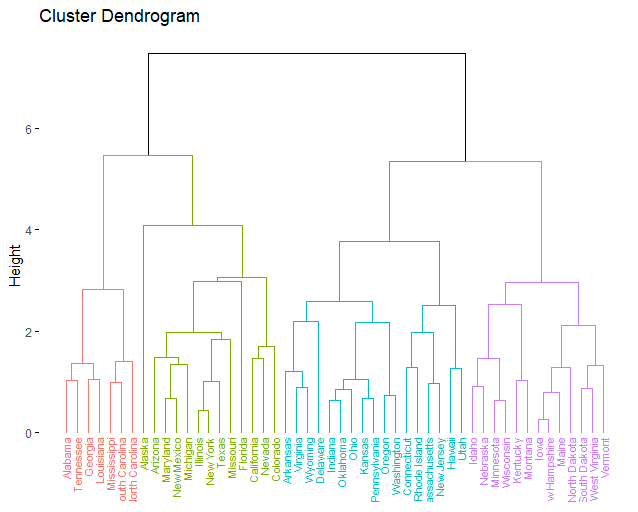 Cluster Dendrogram
Height
6
4
2
0
Alabama
Tennessee
Georgia
Louisiana
Mississippi
outh Carolina
North Carolina
Alaska
Arizona
Maryland
New Mexico
Michigan
Illinois
New York
Texas
Missouri
Florida
California
Nevada
Colorado
Arkansas
Virginia
Wyoming
Delaware
Indiana
Oklahoma
Ohio
Kansas
Pennsylvania
Oregon
Washington
Connecticut
Rhode Island
assachusetts
New Jersey
Hawaii
Utah
Idaho
Nebraska
Minnesota
Wisconsin
Kentucky
Montana
Iowa
w Hampshire
Maine
North Dakota
South Dakota
West Virginia
Vermont